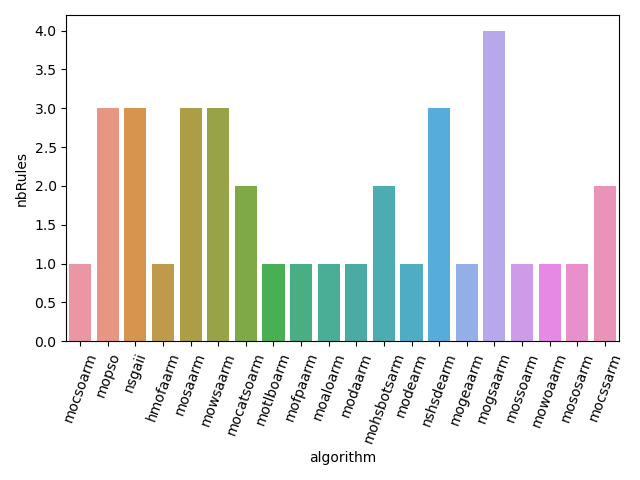 4.0
3.5
3.0
2.5
2.0
1.5
1.0
0.5
0.0
nbRules
mocsoarm
mopso
nsgaii
hmofaarm
mosaarm
mowsaarm
mocatsoarm
motlboarm
mofpaarm
moaloarm
modaarm
mohsbotsarm
modearm
nshsdearm
mogeaarm
mogsaarm
mossoarm
mowoaarm
mososarm
mocssarm
algorithm